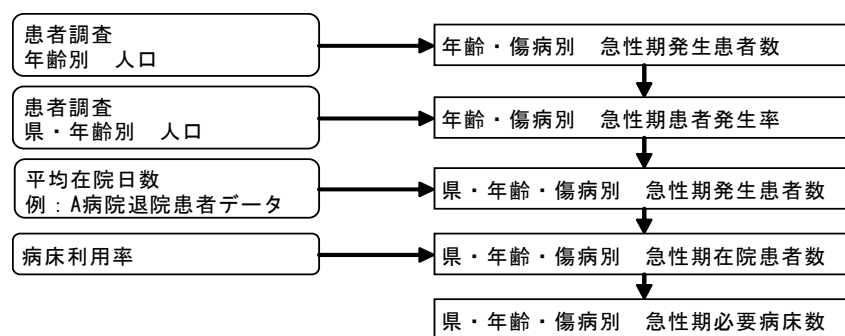 患者調査
年齢別　人口
年齢・傷病別　急性期発生患者数
患者調査
県・年齢別　人口
年齢・傷病別　急性期患者発生率
平均在院日数
例：A病院退院患者データ
県・年齢・傷病別　急性期発生患者数
病床利用率
県・年齢・傷病別　急性期在院患者数
県・年齢・傷病別　急性期必要病床数